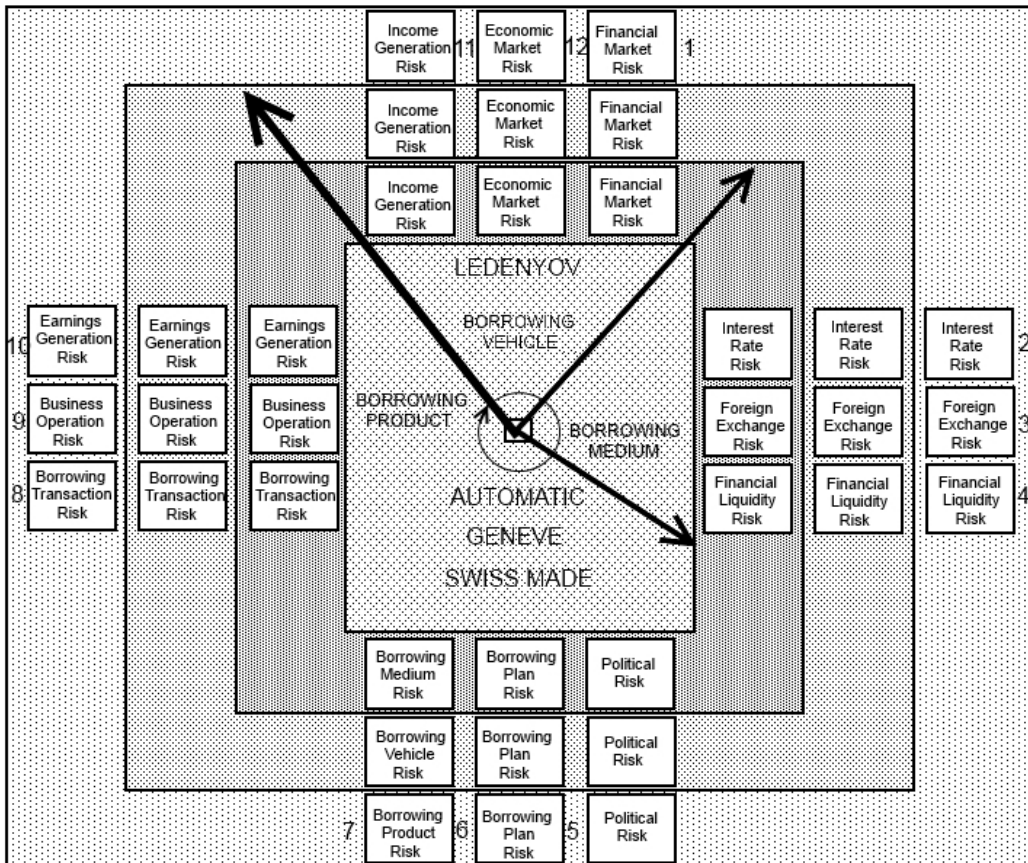 Income
Generation
Risk
11
Economic
Market
Risk
12
Financial
Market
Risk
1
Income
Generation
Risk
Economic
Market
Risk
Financial
Market
Risk
Income
Generation
Risk
Economic
Market
Risk
Financial
Market
Risk
LEDENYOV
BORROWING
VEHICLE
10
Earnings
Generation
Risk
Earnings
Generation
Risk
Earnings
Generation
Risk
Interest
Rate
Risk
Interest
Rate
Risk
Interest
Rate
Risk
2
9
Business
Operation
Risk
Business
Operation
Risk
Business
Operation
Risk
BORROWING
PRODUCT
BORROWING
MEDIUM
Foreign
Exchange
Risk
Foreign
Exchange
Risk
Foreign
Exchange
Risk
3
8
Borrowing
Transaction
Risk
Borrowing
Transaction
Risk
Borrowing
Transaction
Risk
AUTOMATIC
GENEVE
SWISS MADE
Financial
Liquidity
Risk
Financial
Liquidity
Risk
Financial
Liquidity
Risk
4
Borrowing
Medium
Risk
Borrowing
Plan
Risk
Political
Risk
Borrowing
Vehicle
Risk
Borrowing
Plan
Risk
Political
Risk
7
Borrowing
Product
Risk
6
Borrowing
Plan
Risk
5
Political
Risk